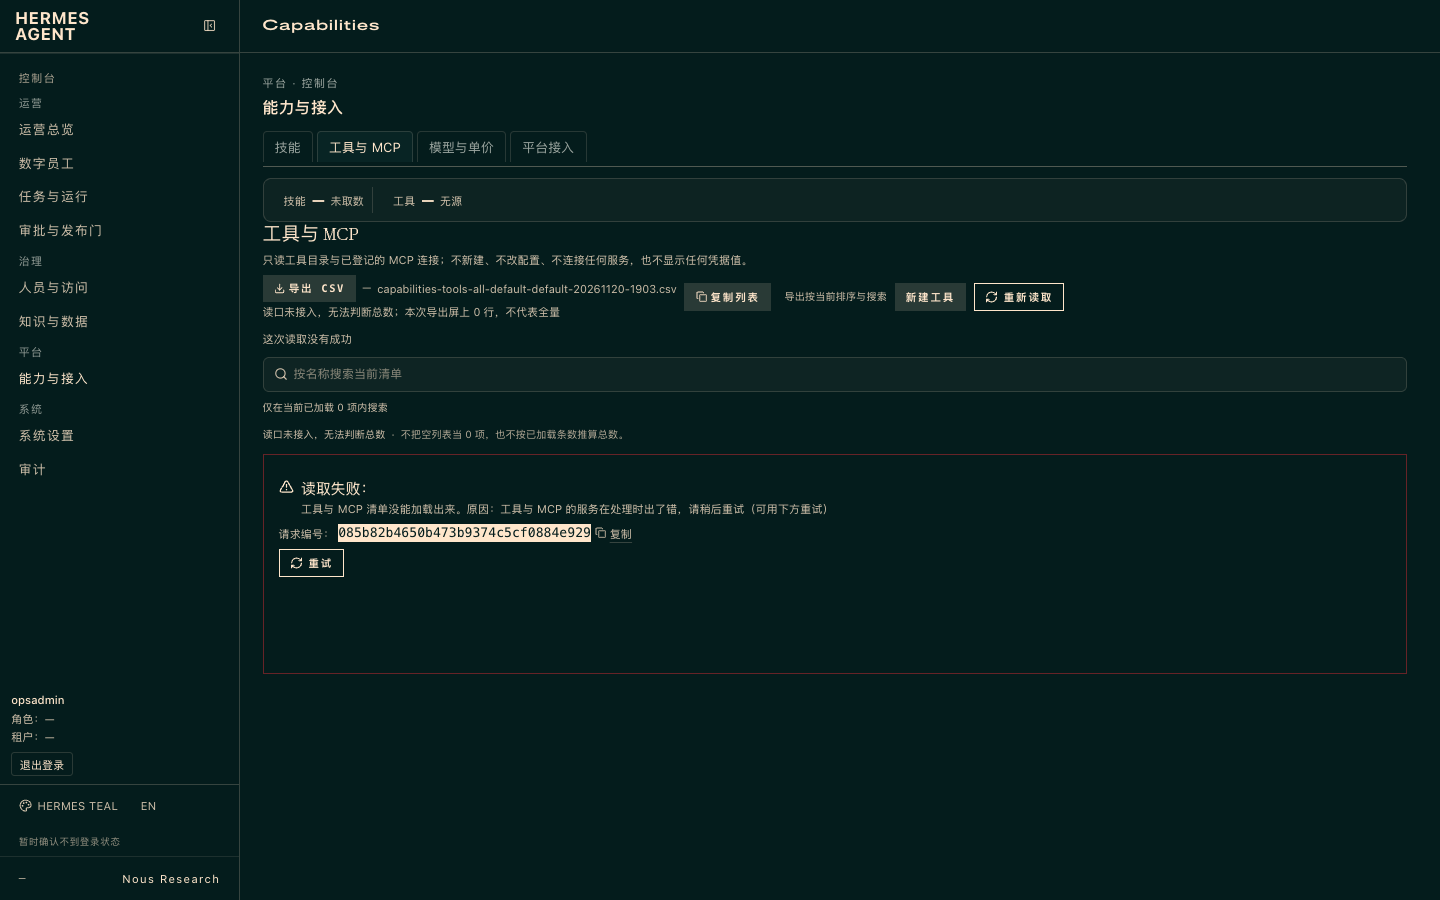 HERMES
AGENT
Capabilities
控制台
运营
运营总览
数字员工
任务与运行
审批与发布门
治理
人员与访问
知识与数据
平台
能力与接入
系统
系统设置
审计
opsadmin
角色：—
租户：—
退出登录
HERMES TEAL EN
暂时确认不到登录状态
— Nous Research
平台 · 控制台
能力与接入
技能 工具与 MCP 模型与单价 平台接入
技能 — 未取数 工具 — 无源
工具与 MCP
只读工具目录与已登记的 MCP 连接；不新建、不改配置、不连接任何服务，也不显示任何凭据值。
导出 CSV — capabilities-tools-all-default-default-20261120-1903.csv 复制列表 导出按当前排序与搜索 新建工具 重新读取
读口未接入，无法判断总数；本次导出屏上 0 行，不代表全量
这次读取没有成功
按名称搜索当前清单
仅在当前已加载 0 项内搜索
读口未接入，无法判断总数 · 不把空列表当 0 项，也不按已加载条数推算总数。
读取失败：
工具与 MCP 清单没能加载出来。原因：工具与 MCP 的服务在处理时出了错，请稍后重试（可用下方重试）
请求编号： 085b82b4650b473b9374c5cf0884e929 复制
重试